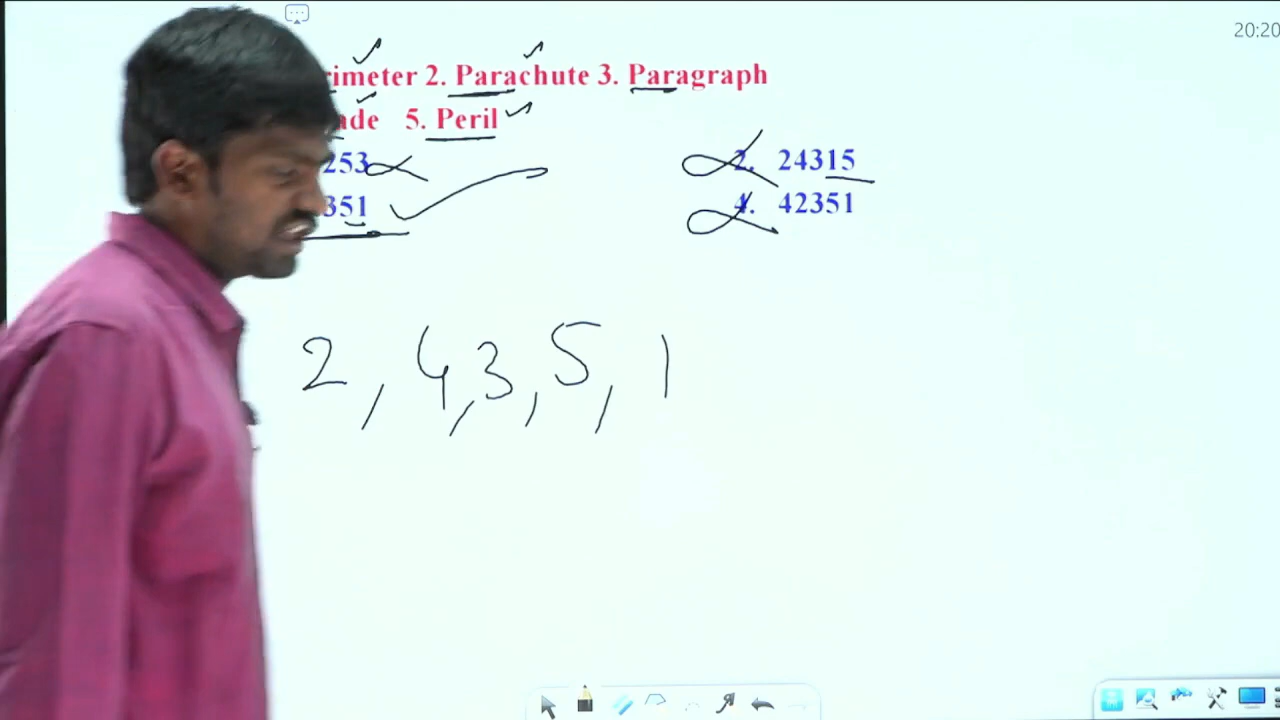 20:20
rimeter 2. Parachute 3. Paragraph
ade 5. Peril
253 2. 24315
351 4. 42351
2, 4,3, 5, 1